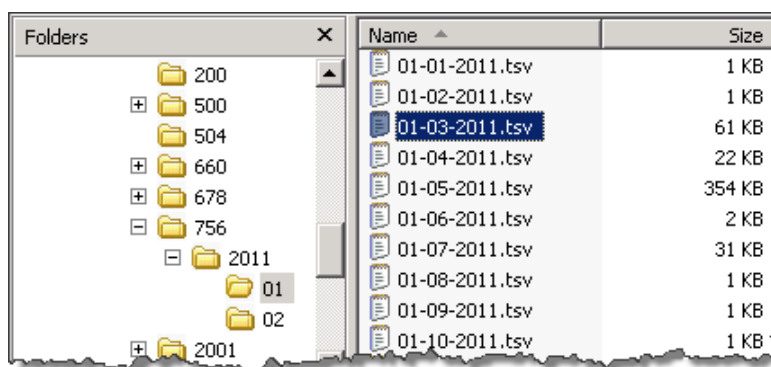 Folders
200
500
504
660
678
756
2011
01
02
2001
Name Size
01-01-2011.tsv 1 KB
01-02-2011.tsv 1 KB
01-03-2011.tsv 61 KB
01-04-2011.tsv 22 KB
01-05-2011.tsv 354 KB
01-06-2011.tsv 2 KB
01-07-2011.tsv 31 KB
01-08-2011.tsv 1 KB
01-09-2011.tsv 1 KB
01-10-2011.tsv 1 KB